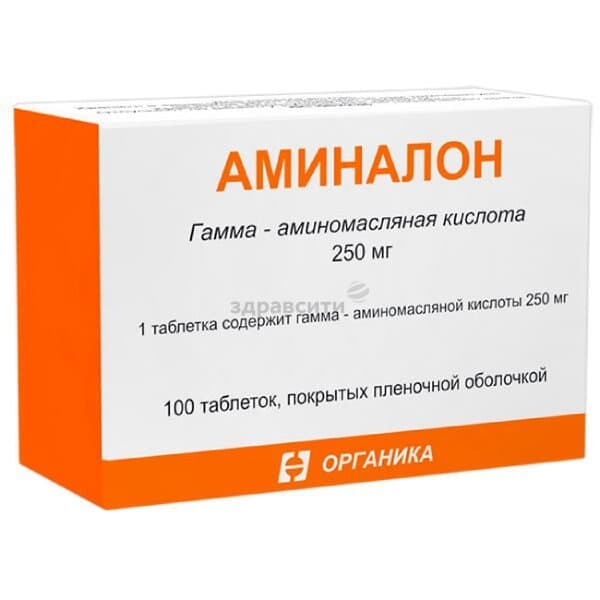 АМИНАЛОН
Гамма - аминомасляная кислота
250 мг
здравсити
1 таблетка содержит гамма - аминомасляной кислоты 250 мг
100 таблеток, покрытых пленочной оболочкой
ОРГАНИКА